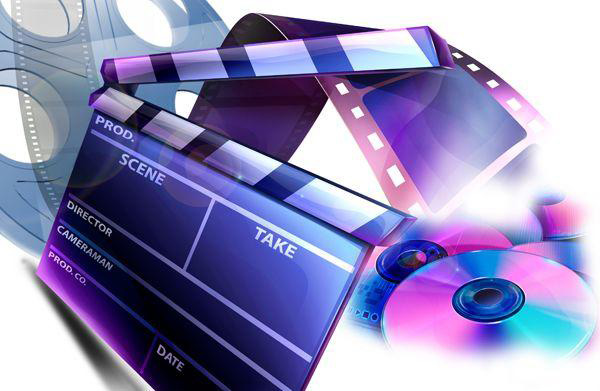 PROD.
SCENE
TAKE
DIRECTOR
CAMERAMAN
PROD. CO.
DATE